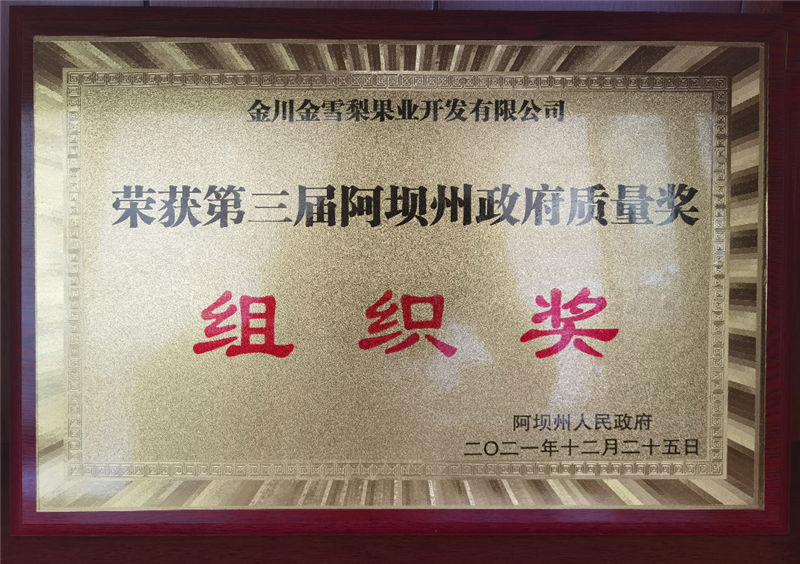 金川金雪梨果业开发有限公司
荣获第三届阿坝州政府质量奖
组织奖
阿坝州人民政府
二〇二一年十二月二十五日